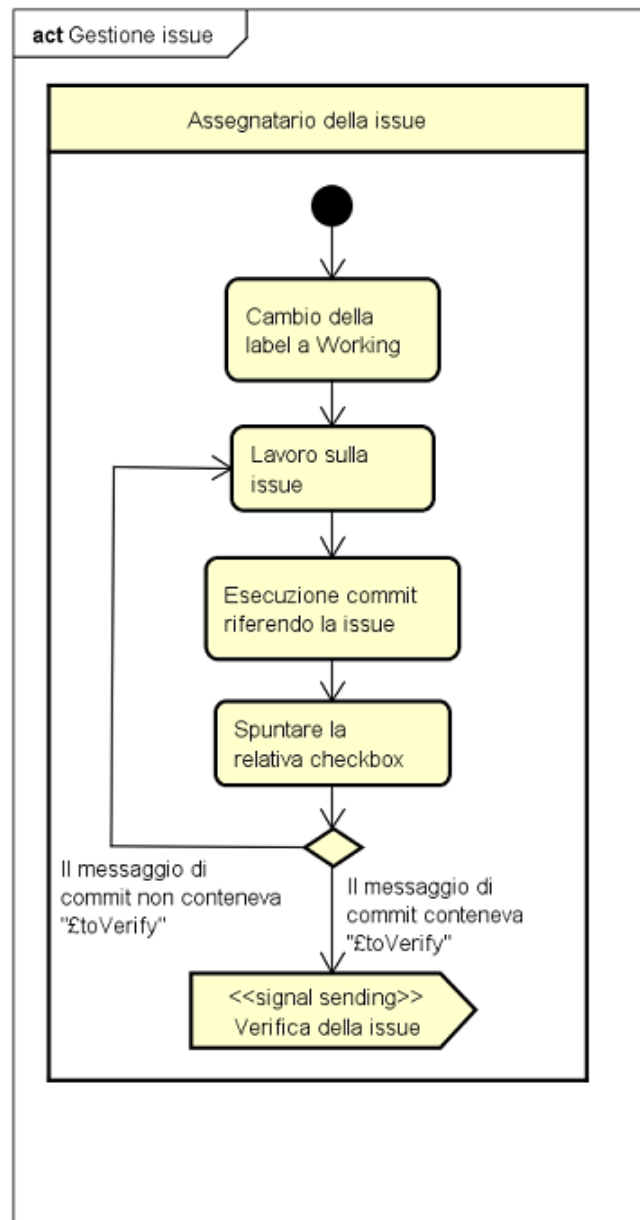 act Gestione issue
Assegnatario della issue
Cambio della
label a Working
Lavoro sulla
issue
Esecuzione commit
riferendo la issue
Spuntare la
relativa checkbox
Il messaggio di
commit non conteneva
"£toVerify"
Il messaggio di
commit conteneva
"£toVerify"
<<signal sending>>
Verifica della issue